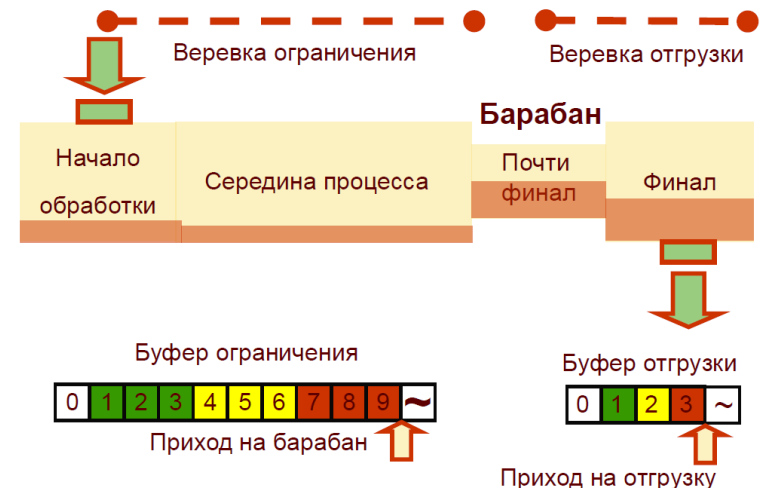 Веревка ограничения
Веревка отгрузки
Барабан
Начало
обработки
Середина процесса
Почти
финал
Финал
Буфер ограничения
0 1 2 3 4 5 6 7 8 9 ~
Приход на барабан
Буфер отгрузки
0 1 2 3 ~
Приход на отгрузку